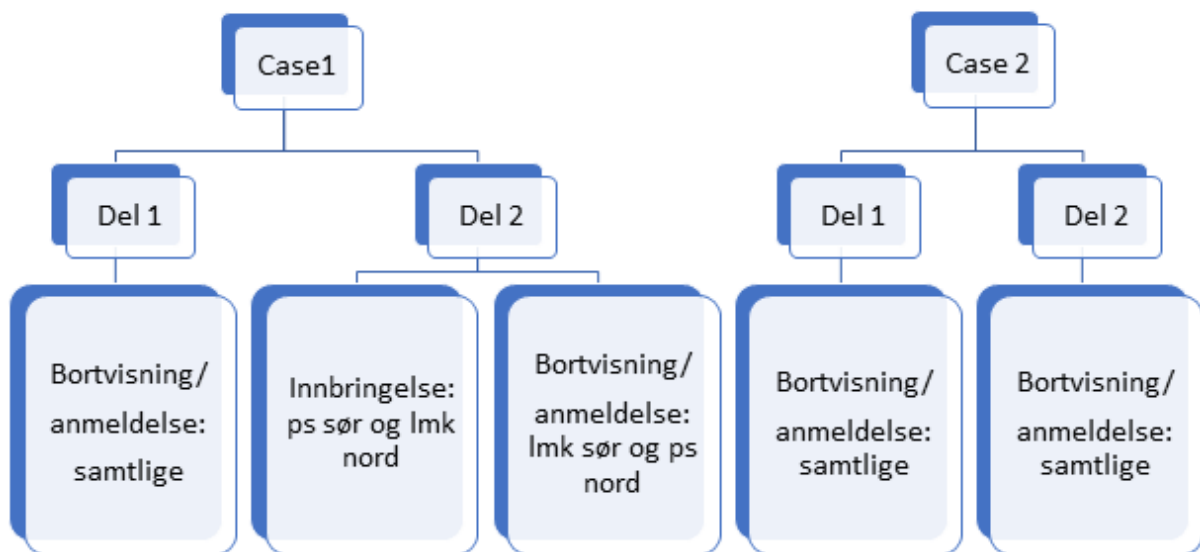 Case1
Case 2
Del 1
Del 2
Del 1
Del 2
Bortvisning/
anmeldelse:
samtlige
Innbringelse:
ps sør og lmk
nord
Bortvisning/
anmeldelse:
lmk sør og ps
nord
Bortvisning/
anmeldelse:
samtlige
Bortvisning/
anmeldelse:
samtlige